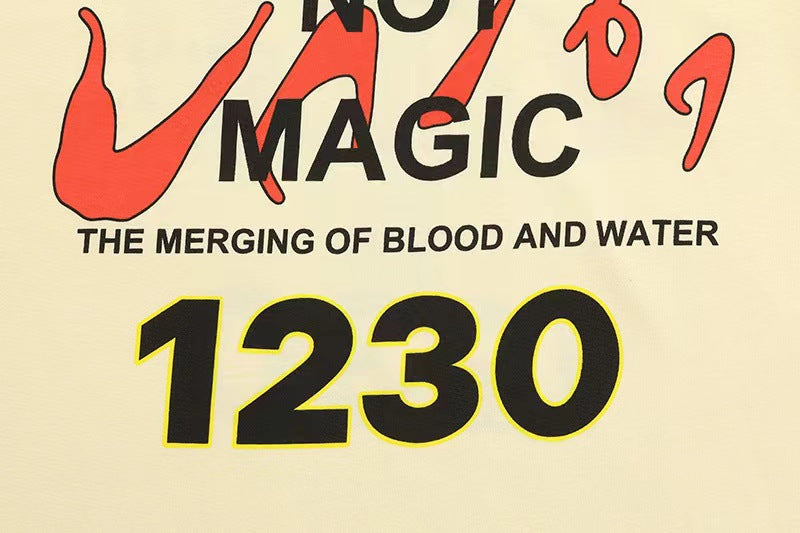 NOT
MAGIC
THE MERGING OF BLOOD AND WATER
1230